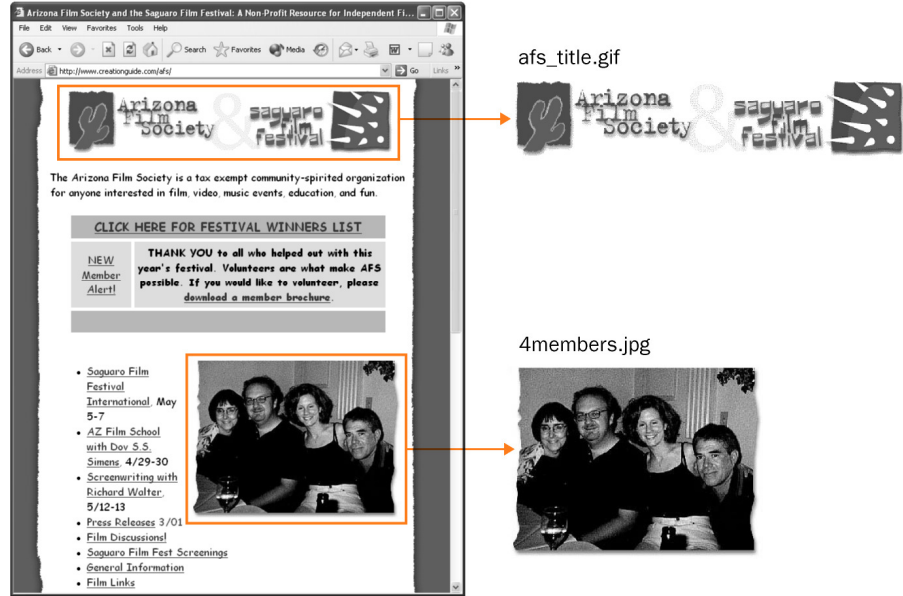 Arizona Film Society and the Saguaro Film Festival: A Non-Profit Resource for Independent Fi...
File Edit View Favorites Tools Help
Back Search Favorites Media
Address http://www.creationguide.com/afs/ Go Links »
Arizona
Film
Society
&
saguaro
film
festival
The Arizona Film Society is a tax exempt community-spirited organization
for anyone interested in film, video, music events, education, and fun.
CLICK HERE FOR FESTIVAL WINNERS LIST
NEW
Member
Alert!
THANK YOU to all who helped out with this
year's festival. Volunteers are what make AFS
possible. If you would like to volunteer, please
download a member brochure.
• Saguaro Film
Festival
International, May
5-7
• AZ Film School
with Dov S.S.
Simens, 4/29-30
• Screenwriting with
Richard Walter,
5/12-13
• Press Releases 3/01
• Film Discussions!
• Saguaro Film Fest Screenings
• General Information
• Film Links
afs_title.gif
Arizona
Film
Society
&
saguaro
film
festival
4members.jpg